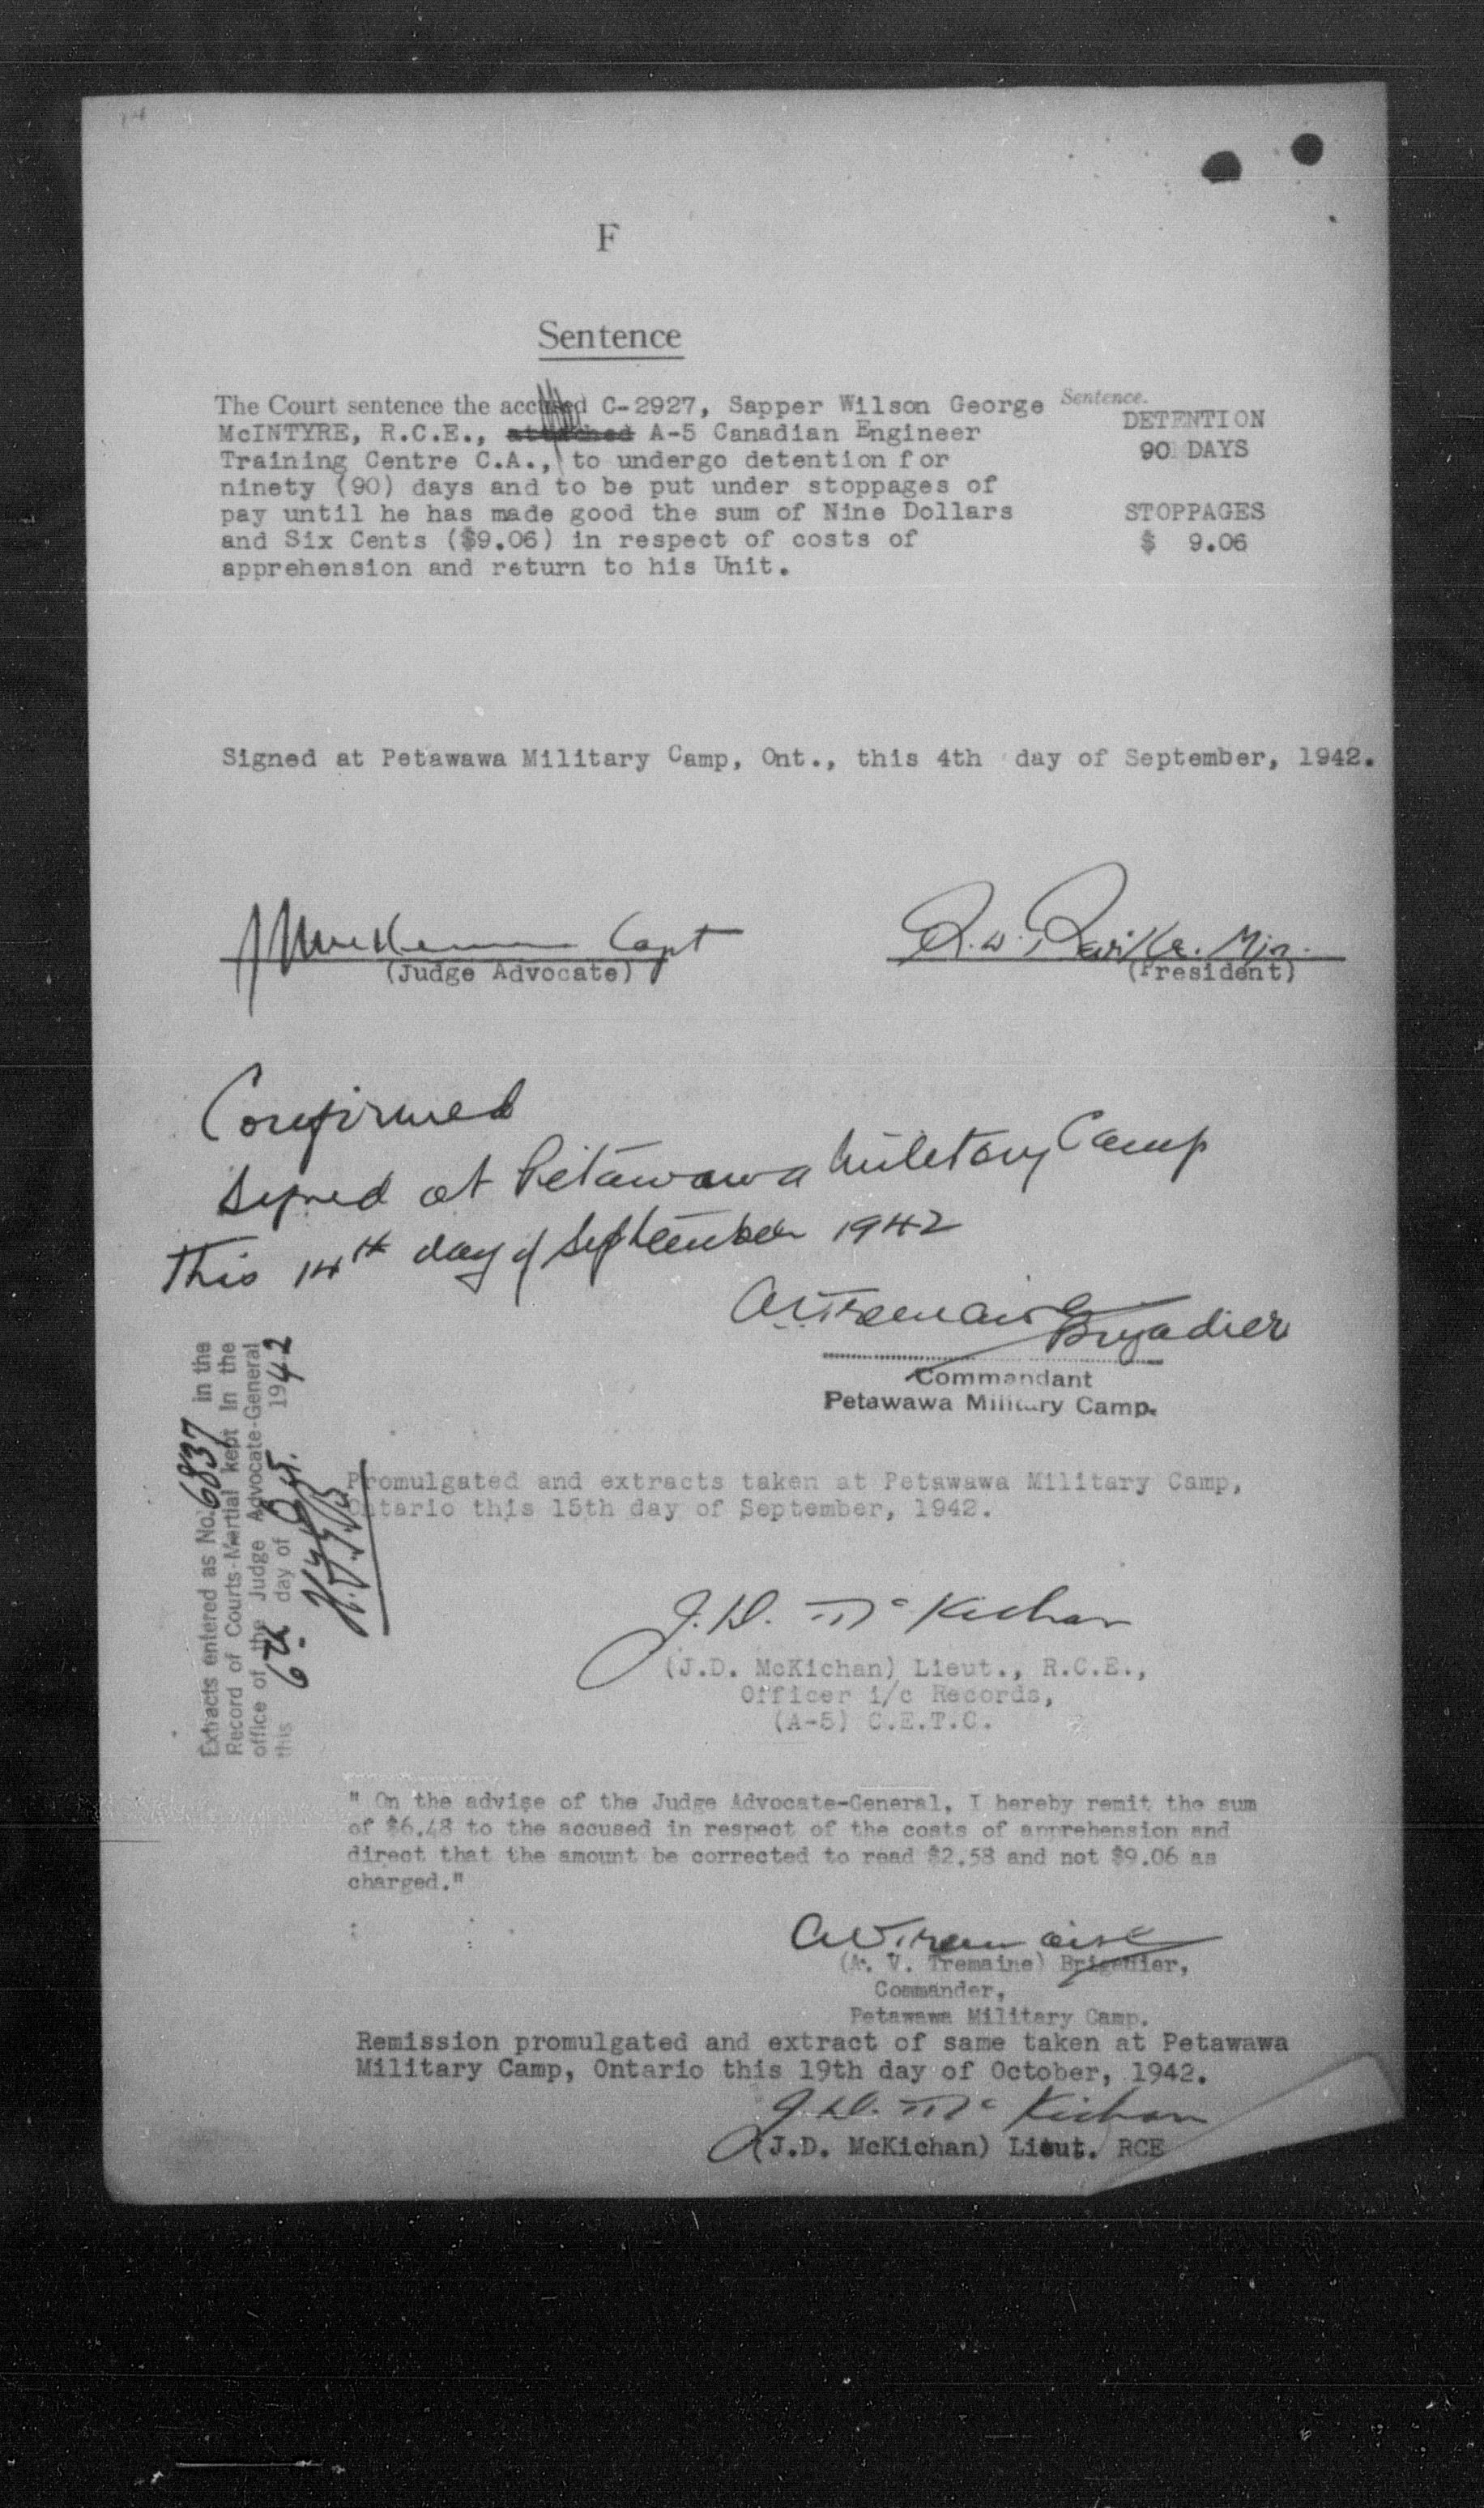 F
Sentence
The Court sentence the accused C-2927, Sapper Wilson George
McINTYRE, R.C.E., attached A-5 Canadian Engineer
Training Centre C.A., to undergo detention for
ninety (90) days and to be put under stoppages of
pay until he has made good the sum of Nine Dollars
and Six Cents ($9.06) in respect of costs of
apprehension and return to his Unit.
Sentence.
DETENTION
90 DAYS
STOPPAGES
$ 9.06
Signed at Petawawa Military Camp, Ont., this 4th day of September, 1942.
Capt
(Judge Advocate)
R.W.
(President)
Confirmed
Signed at Petawawa Military Camp
This 14th day of September 1942
A.V. Tremaine
Brigadier
Commandant
Petawawa Military Camp.
Extracts entered as No. 6837 in the
Record of Courts-Martial kept in the
office of the Judge Advocate-General
this 6th day of Oct. 1942
Promulgated and extracts taken at Petawawa Military Camp,
Ontario this 15th day of September, 1942.
J.D. McKichan
(J.D. McKichan) Lieut., R.C.E.,
Officer i/c Records,
(A-5) C.E.T.C.
" On the advise of the Judge Advocate-General, I hereby remit the sum
of $6.48 to the accused in respect of the costs of apprehension and
direct that the amount be corrected to read $2.58 and not $9.06 as
charged."
A.V. Tremaine
(A. V. Tremaine) Brigadier,
Commander,
Petawawa Military Camp.
Remission promulgated and extract of same taken at Petawawa
Military Camp, Ontario this 19th day of October, 1942.
J.D. McKichan
(J.D. McKichan) Lieut. RCE